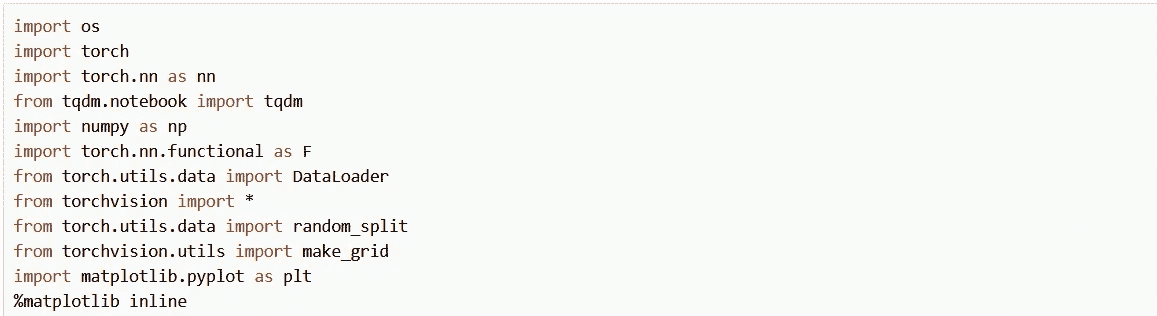 import os
import torch
import torch.nn as nn
from tqdm.notebook import tqdm
import numpy as np
import torch.nn.functional as F
from torch.utils.data import DataLoader
from torchvision import *
from torch.utils.data import random_split
from torchvision.utils import make_grid
import matplotlib.pyplot as plt
%matplotlib inline